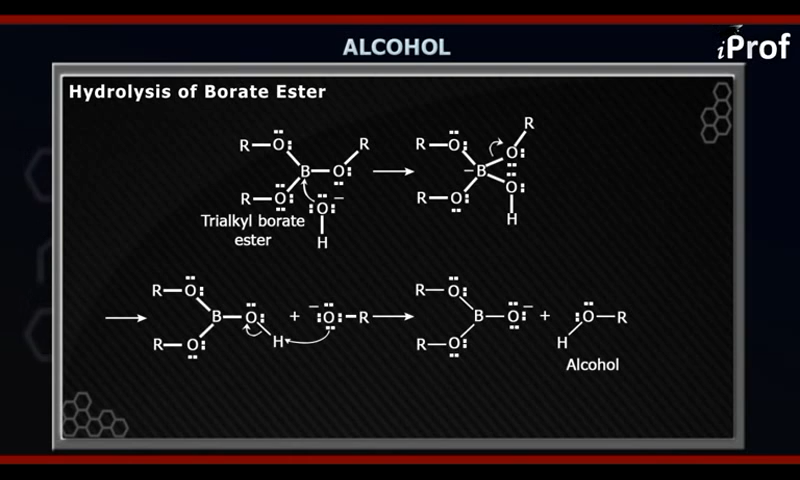 ALCOHOL
iProf
Hydrolysis of Borate Ester
R—O: R
B—O:
R—O:
:O:−
H
Trialkyl borate
ester
R—O: R
−B O:
O:
R—O:
H
R—O:
B—O: + −:O:—R
H
R—O:
R—O:
B—O:− + :O—R
H
R—O:
Alcohol